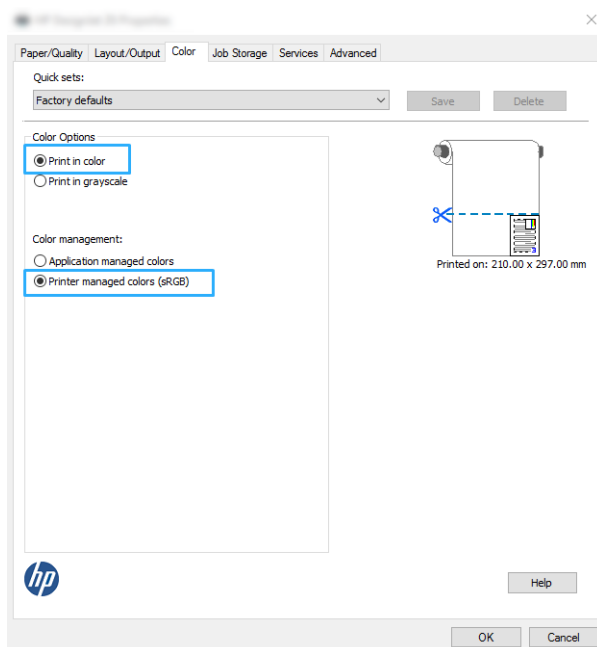 Paper/Quality Layout/Output Color Job Storage Services Advanced
Quick sets:
Factory defaults Save Delete
Color Options
Print in color
Print in grayscale
Color management:
Application managed colors
Printer managed colors (sRGB)
Printed on: 210.00 x 297.00 mm
hp
Help
OK Cancel